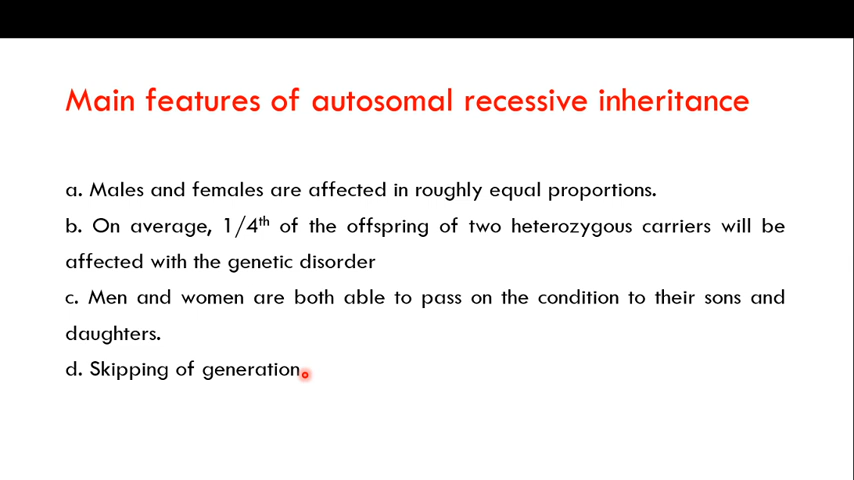 Main features of autosomal recessive inheritance
a. Males and females are affected in roughly equal proportions.
b. On average, 1/4th of the offspring of two heterozygous carriers will be
affected with the genetic disorder
c. Men and women are both able to pass on the condition to their sons and
daughters.
d. Skipping of generation